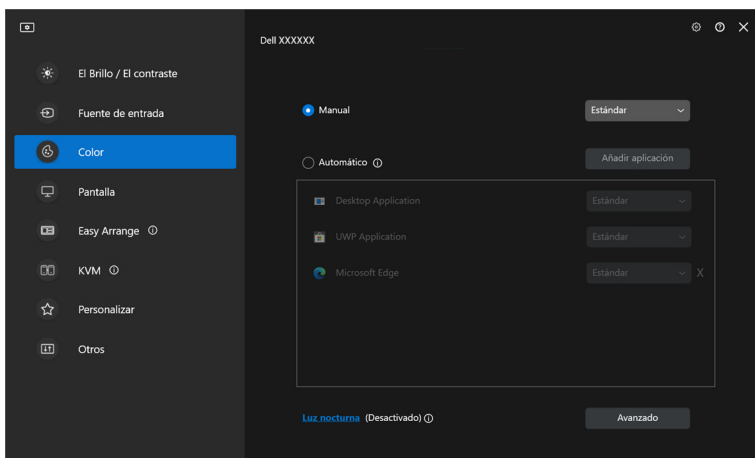 Dell XXXXXX
El Brillo / El contraste
Fuente de entrada
Color
Pantalla
Easy Arrange
KVM
Personalizar
Otros
Manual
Estándar
Automático
Añadir aplicación
Desktop Application
Estándar
UWP Application
Estándar
Microsoft Edge
Estándar
X
Luz nocturna (Desactivado)
Avanzado